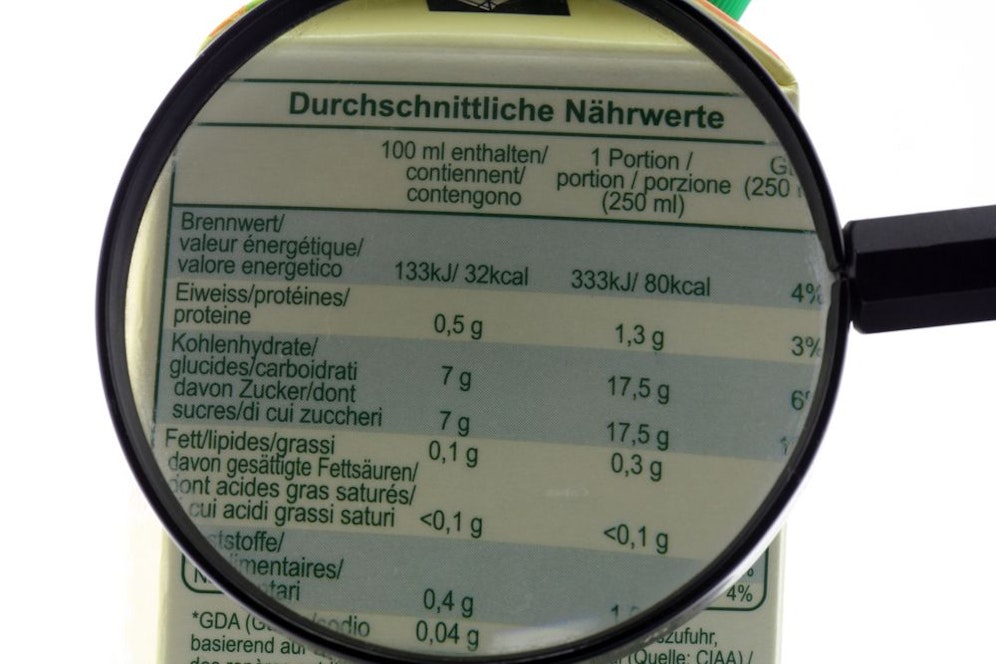 Durchschnittliche Nährwerte
100 ml enthalten/ 1 Portion /
contiennent/ portion / porzione (250
contengono (250 ml)
Brennwert/
valeur énergétique/
valore energetico 133kJ/ 32kcal 333kJ/ 80kcal 4%
Eiweiss/protéines/
proteine 0,5 g 1,3 g 3%
Kohlenhydrate/
glucides/carboidrati 7 g 17,5 g
davon Zucker/dont
sucres/di cui zuccheri 7 g 17,5 g
Fett/lipides/grassi 0,1 g 0,3 g
davon gesättigte Fettsäuren/
dont acides gras saturés/
cui acidi grassi saturi <0,1 g <0,1 g
0,4 g 4%
*GDA 0,04 g
basierend
(Quelle: CIAA) /